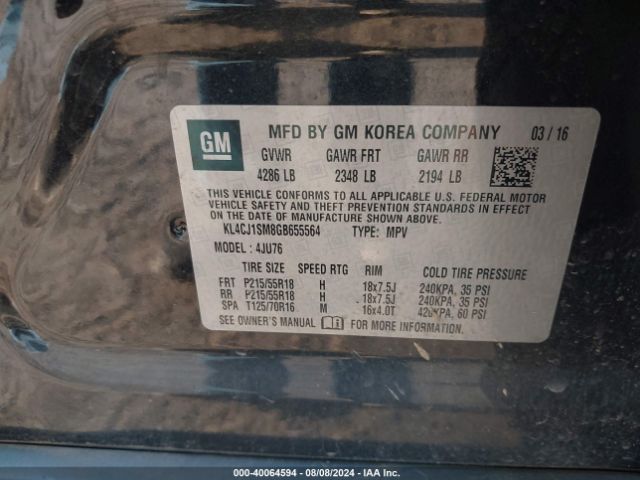 GM
MFD BY GM KOREA COMPANY 03/16
GVWR GAWR FRT GAWR RR
4286 LB 2348 LB 2194 LB
THIS VEHICLE CONFORMS TO ALL APPLICABLE U.S. FEDERAL MOTOR
VEHICLE SAFETY AND THEFT PREVENTION STANDARDS IN EFFECT
ON THE DATE OF MANUFACTURE SHOWN ABOVE.
KL4CJ1SM8GB655564 TYPE: MPV
MODEL: 4JU76
TIRE SIZE SPEED RTG RIM COLD TIRE PRESSURE
FRT P215/55R18 H 18x7.5J 240KPA, 35 PSI
RR P215/55R18 H 18x7.5J 240KPA, 35 PSI
SPA T125/70R16 M 16x4.0T 420KPA, 60 PSI
SEE OWNER'S MANUAL FOR MORE INFORMATION.
000-40064594 - 08/08/2024 - IAA Inc.